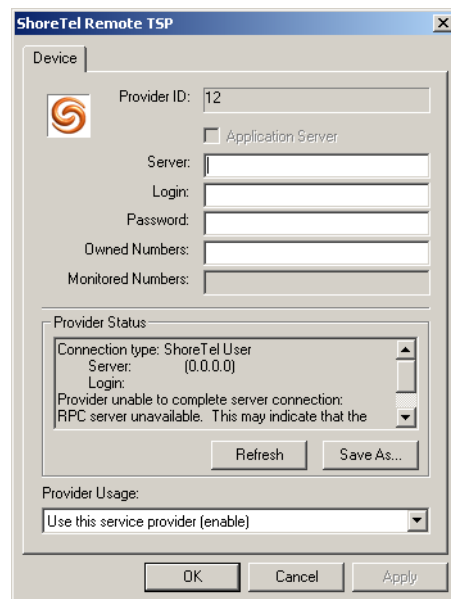 ShoreTel Remote TSP
Device
Provider ID: 12
Application Server
Server:
Login:
Password:
Owned Numbers:
Monitored Numbers:
Provider Status
Connection type: ShoreTel User
Server: (0.0.0.0)
Login:
Provider unable to complete server connection:
RPC server unavailable. This may indicate that the
Refresh Save As...
Provider Usage:
Use this service provider (enable)
OK Cancel Apply